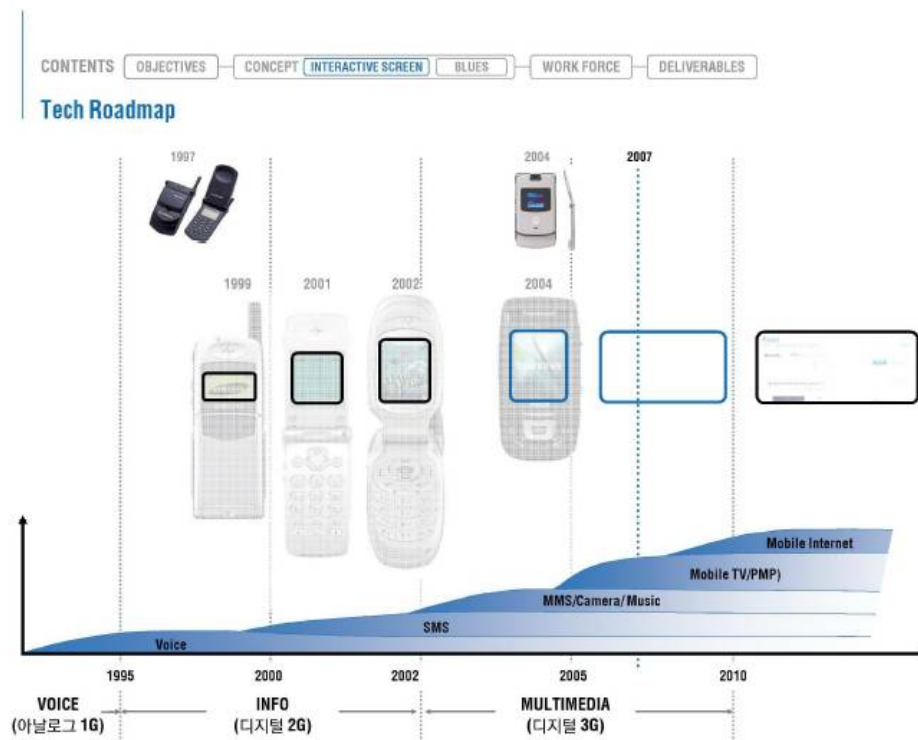 CONTENTS OBJECTIVES CONCEPT INTERACTIVE SCREEN BLUES WORK FORCE DELIVERABLES
Tech Roadmap
1997 2004 2007
1999 2001 2002 2004
Mobile Internet
Mobile TV/PMP)
MMS/Camera/ Music
SMS
Voice
1995 2000 2002 2005 2010
VOICE INFO MULTIMEDIA
(아날로그 1G) (디지털 2G) (디지털 3G)